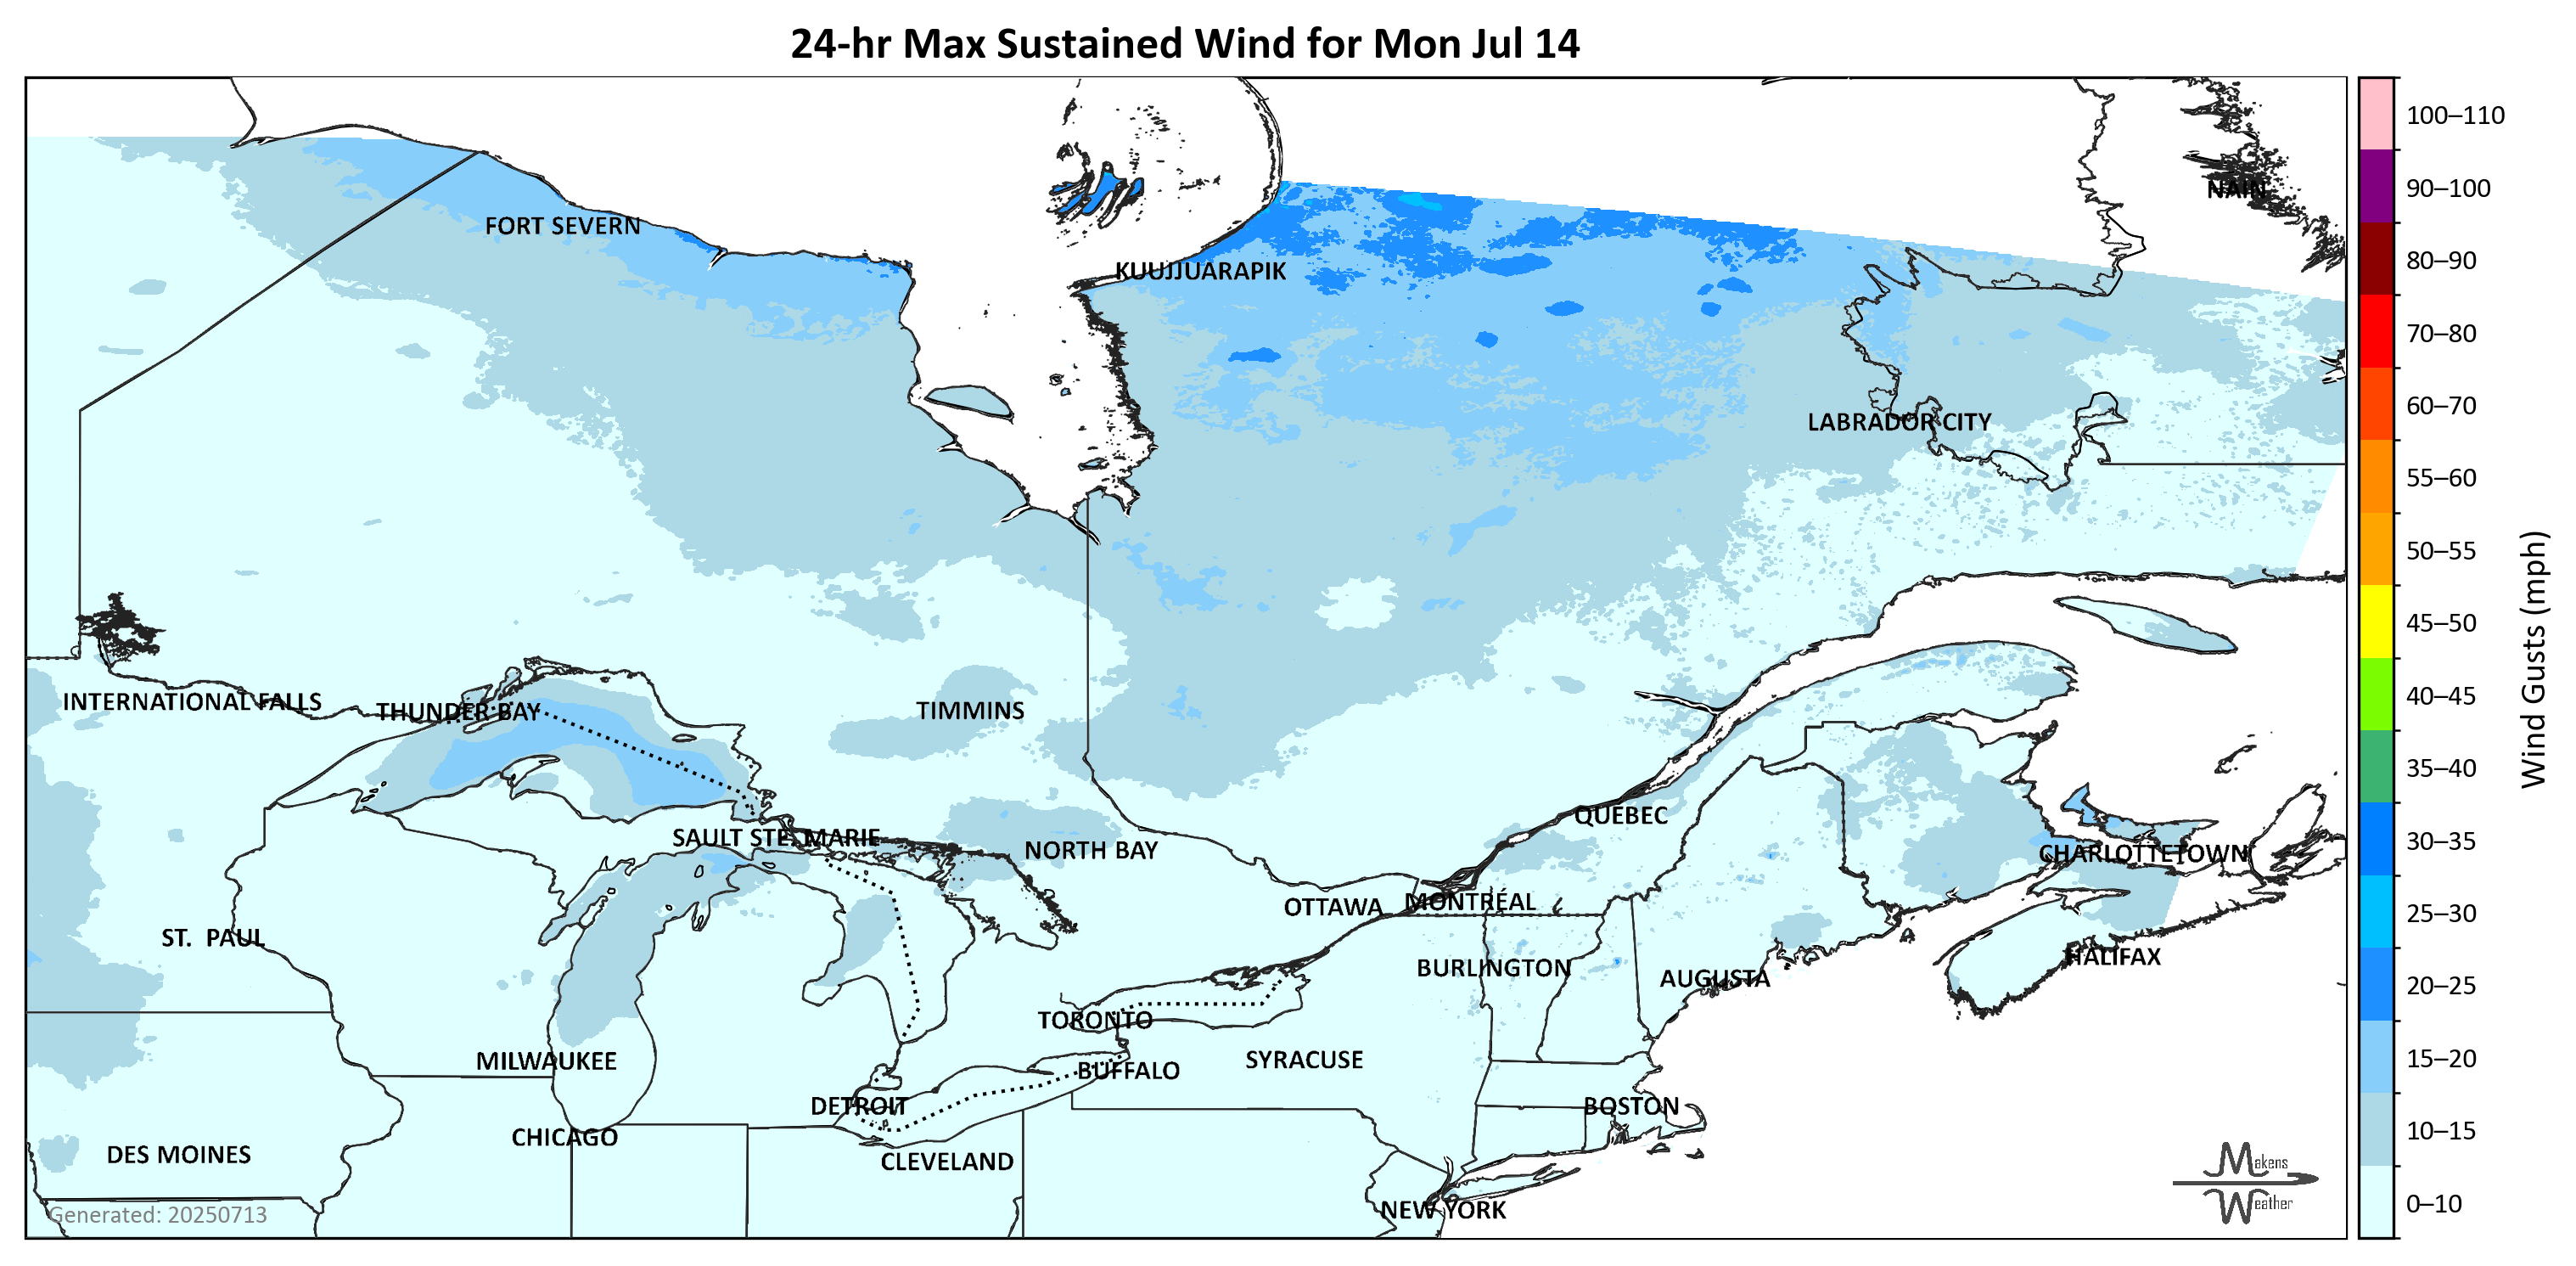 24-hr Max Sustained Wind for Mon Jul 14
100–110
90–100
NAIN
FORT SEVERN
80–90
KUUJJUARAPIK
70–80
60–70
LABRADOR CITY
55–60
50–55
45–50
Wind Gusts (mph)
40–45
INTERNATIONAL FALLS
THUNDER BAY
TIMMINS
35–40
QUÉBEC
30–35
SAULT STE. MARIE
NORTH BAY
CHARLOTTETOWN
OTTAWA
MONTRÉAL
25–30
ST. PAUL
HALIFAX
BURLINGTON
AUGUSTA
20–25
TORONTO
MILWAUKEE
SYRACUSE
BUFFALO
15–20
DETROIT
BOSTON
CHICAGO
10–15
DES MOINES
CLEVELAND
Makens
Weather
0–10
NEW YORK
Generated: 20250713